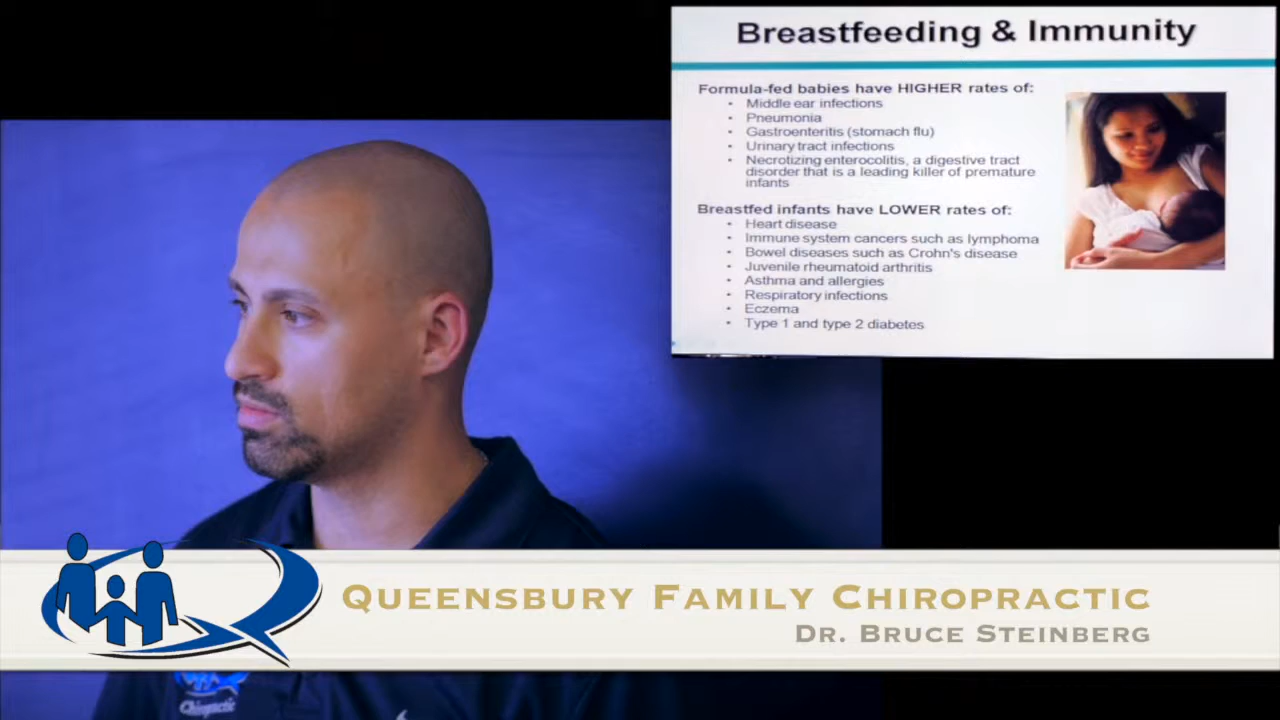 Breastfeeding & Immunity
Formula-fed babies have HIGHER rates of:
• Middle ear infections
• Pneumonia
• Gastroenteritis (stomach flu)
• Urinary tract infections
• Necrotizing enterocolitis, a digestive tract
disorder that is a leading killer of premature
infants
Breastfed infants have LOWER rates of:
• Heart disease
• Immune system cancers such as lymphoma
• Bowel diseases such as Crohn's disease
• Juvenile rheumatoid arthritis
• Asthma and allergies
• Respiratory infections
• Eczema
• Type 1 and type 2 diabetes
QUEENSBURY FAMILY CHIROPRACTIC
DR. BRUCE STEINBERG
Chiropractic